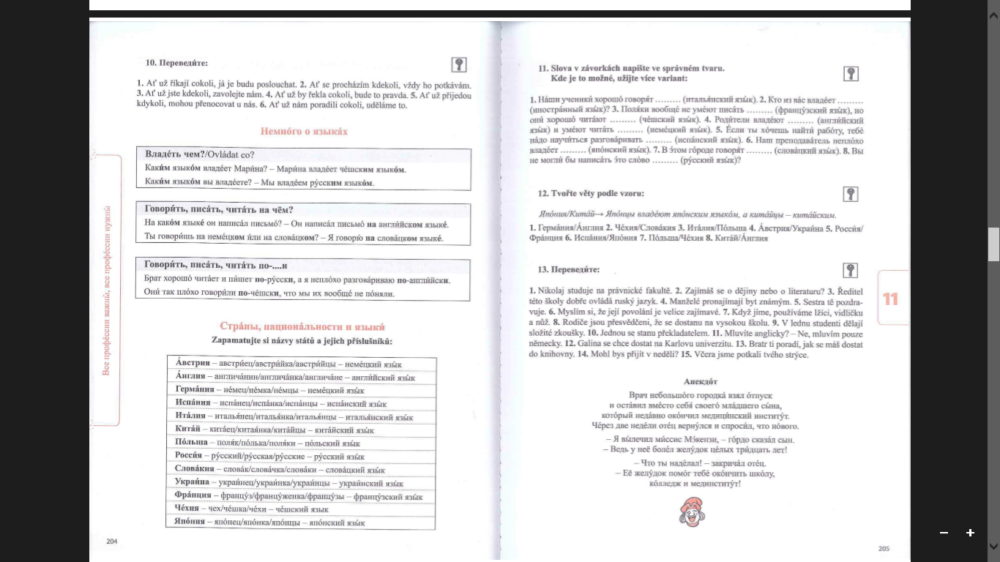 10. Переведи́те:
1. Ať už říkají cokoli, já je budu poslouchat. 2. Ať se procházím kdekoli, vždy ho potkávám.
3. Ať už jste kdekoli, zavolejte nám. 4. Ať už by řekla cokoli, bude to pravda. 5. Ať už přijedou
kdykoli, mohou přenocovat u nás. 6. Ať už nám poradili cokoli, uděláme to.
Немно́го о языка́х
Владе́ть чем?/Ovládat co?
Каки́м языко́м владе́ет Мари́на? – Мари́на владе́ет че́шским языко́м.
Каки́м языко́м вы владе́ете? – Мы владе́ем ру́сским языко́м.
Говори́ть, писа́ть, чита́ть на чём?
На како́м языке́ он написа́л письмо́? – Он написа́л письмо́ на англи́йском языке́.
Ты говори́шь на неме́цком и́ли на слова́цком? – Я говорю́ на слова́цком языке́.
Говори́ть, писа́ть, чита́ть по-....и
Брат хорошо́ чита́ет и пи́шет по-ру́сски, а я непло́хо разгова́риваю по-англи́йски.
Они́ так пло́хо говори́ли по-че́шски, что мы их вообще́ не по́няли.
Стра́ны, национа́льности и языки́
Zapamatujte si názvy států a jejich příslušníků:
А́встрия – австри́ец/австри́йка/австри́йцы – неме́цкий язы́к
А́нглия – англича́нин/англича́нка/англича́не – англи́йский язы́к
Герма́ния – не́мец/не́мка/не́мцы – неме́цкий язы́к
Испа́ния – испа́нец/испа́нка/испа́нцы – испа́нский язы́к
Ита́лия – италья́нец/италья́нка/италья́нцы – италья́нский язы́к
Кита́й – кита́ец/китая́нка/кита́йцы – кита́йский язы́к
По́льша – поля́к/по́лька/поля́ки – по́льский язы́к
Росси́я – ру́сский/ру́сская/ру́сские – ру́сский язы́к
Слова́кия – слова́к/слова́чка/слова́ки – слова́цкий язы́к
Украи́на – украи́нец/украи́нка/украи́нцы – украи́нский язы́к
Фра́нция – францу́з/францу́женка/францу́зы – францу́зский язы́к
Че́хия – чех/че́шка/че́хи – че́шский язык
Япо́ния – япо́нец/япо́нка/япо́нцы – япо́нский язы́к
Все профе́ссии важны́, все профе́ссии нужны́
204
11. Slova v závorkách napište ve správném tvaru.
Kde je to možné, užijte více variant:
1. На́ши ученики́ хорошо́ говоря́т ......... (италья́нский язы́к). 2. Кто из вас владе́ет .........
(иностра́нный язы́к)? 3. Поля́ки вообще́ не уме́ют писа́ть ......... (францу́зский язы́к), но
они́ хорошо́ чита́ют ......... (че́шский язы́к). 4. Роди́тели владе́ют ......... (англи́йский
язы́к) и уме́ют чита́ть ......... (неме́цкий язы́к). 5. Е́сли ты хо́чешь найти́ рабо́ту, тебе́
на́до научи́ться разгова́ривать ......... (испа́нский язы́к). 6. Наш преподава́тель непло́хо
владе́ет ......... (япо́нский язы́к). 7. В э́том го́роде говоря́т ......... (слова́цкий язы́к). 8. Вы
не могли́ бы написа́ть э́то сло́во ......... (ру́сский язы́к)?
12. Tvořte věty podle vzoru:
Япо́ния/Кита́й→ Япо́нцы владе́ют япо́нским языко́м, а кита́йцы – кита́йским.
1. Герма́ния/А́нглия 2. Че́хия/Слова́кия 3. Ита́лия/По́льша 4. А́встрия/Украи́на 5. Росси́я/
Фра́нция 6. Испа́ния/Япо́ния 7. По́льша/Че́хия 8. Кита́й/А́нглия
13. Переведи́те:
1. Nikolaj studuje na právnické fakultě. 2. Zajímáš se o dějiny nebo o literaturu? 3. Ředitel
této školy dobře ovládá ruský jazyk. 4. Manželé pronajímají byt známým. 5. Sestra tě pozdra-
vuje. 6. Myslím si, že její povolání je velice zajímavé. 7. Když jíme, používáme lžíci, vidličku
a nůž. 8. Rodiče jsou přesvědčeni, že se dostanu na vysokou školu. 9. V lednu studenti dělají
složité zkoušky. 10. Jednou se stanu překladatelem. 11. Mluvíte anglicky? – Ne, mluvím pouze
německy. 12. Galina se chce dostat na Karlovu univerzitu. 13. Bratr ti poradí, jak se máš dostat
do knihovny. 14. Mohl bys přijít v neděli? 15. Včera jsme potkali tvého strýce.
11
Анекдо́т
Врач небольшо́го городка́ взял о́тпуск
и оста́вил вме́сто себя́ своего́ мла́дшего сы́на,
кото́рый неда́вно око́нчил медици́нский институ́т.
Че́рез две неде́ли оте́ц верну́лся и спроси́л, что но́вого.
– Я вы́лечил ми́ссис Мэ́кензи, – го́рдо сказа́л сын.
– Ведь у неё боле́л желу́док це́лых три́дцать лет!
– Что ты наде́лал! – закрича́л оте́ц.
– Её желу́док помо́г тебе́ око́нчить шко́лу,
ко́лледж и мединститу́т!
205